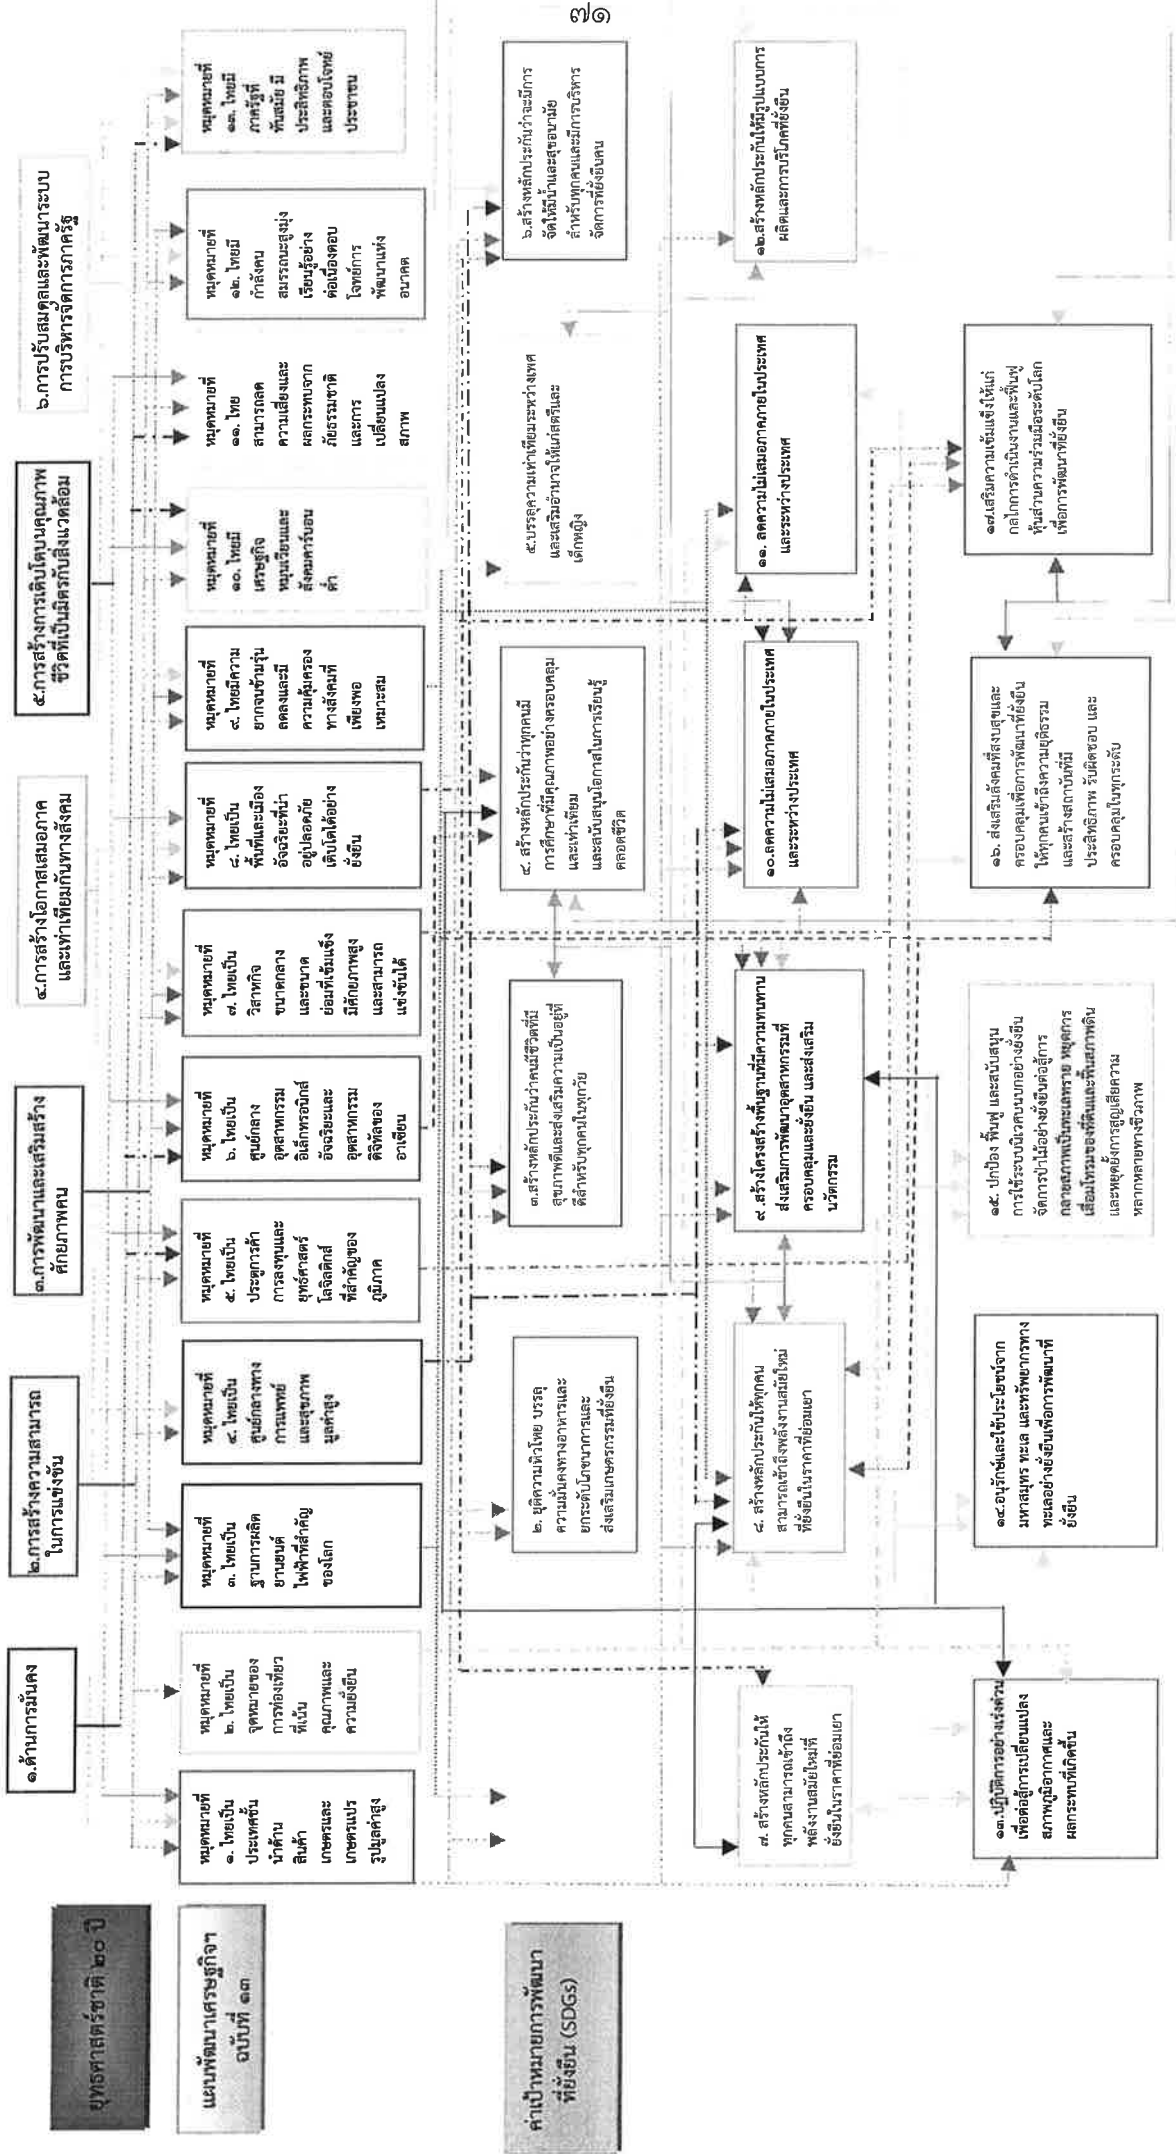 ๗๑
ยุทธศาสตร์ชาติ ๒๐ ปี
๑.ด้านการมั่นคง
๒.การสร้างความสามารถ
ในการแข่งขัน
๓.การพัฒนาและเสริมสร้าง
ศักยภาพคน
๔.การสร้างโอกาสเสมอภาค
และเท่าเทียมกันทางสังคม
๕.การสร้างการเติบโตบนคุณภาพ
ชีวิตที่เป็นมิตรกับสิ่งแวดล้อม
๖.การปรับสมดุลและพัฒนาระบบ
การบริหารจัดการภาครัฐ
แผนพัฒนาเศรษฐกิจฯ
ฉบับที่ ๑๓
หมุดหมายที่
๑. ไทยเป็น
ประเทศชั้น
นำด้าน
สินค้า
เกษตรและ
เกษตรแปร
รูปมูลค่าสูง
หมุดหมายที่
๒. ไทยเป็น
จุดหมายของ
การท่องเที่ยว
ที่เน้น
คุณภาพและ
ความยั่งยืน
หมุดหมายที่
๓. ไทยเป็น
ฐานการผลิต
ยานยนต์
ไฟฟ้าที่สำคัญ
ของโลก
หมุดหมายที่
๔. ไทยเป็น
ศูนย์กลางทาง
การแพทย์
และสุขภาพ
มูลค่าสูง
หมุดหมายที่
๕. ไทยเป็น
ประตูการค้า
การลงทุนและ
ยุทธ์ศาสตร์
โลจิสติกส์
ที่สำคัญของ
ภูมิภาค
หมุดหมายที่
๖. ไทยเป็น
ศูนย์กลาง
อุตสาหกรรม
อิเล็กทรอนิกส์
อัจฉริยะและ
อุตสาหกรรม
ดิจิทัลของ
อาเซียน
หมุดหมายที่
๗. ไทยเป็น
วิสาหกิจ
ขนาดกลาง
และขนาด
ย่อมที่เข้มแข็ง
มีศักยภาพสูง
และสามารถ
แข่งขันได้
หมุดหมายที่
๘. ไทยเป็น
พื้นที่และเมือง
อัจฉริยะที่น่า
อยู่ปลอดภัย
เติบโตได้อย่าง
ยั่งยืน
หมุดหมายที่
๙. ไทยมีความ
ยากจนข้ามรุ่น
ลดลงและมี
ความคุ้มครอง
ทางสังคมที่
เพียงพอ
เหมาะสม
หมุดหมายที่
๑๐. ไทยมี
เศรษฐกิจ
หมุนเวียนและ
สังคมคาร์บอน
ต่ำ
หมุดหมายที่
๑๑. ไทย
สามารถลด
ความเสี่ยงและ
ผลกระทบจาก
ภัยธรรมชาติ
และการ
เปลี่ยนแปลง
สภาพ
หมุดหมายที่
๑๒. ไทยมี
กำลังคน
สมรรถนะสูงมุ่ง
เรียนรู้อย่าง
ต่อเนื่องตอบ
โจทย์การ
พัฒนาแห่ง
อนาคต
หมุดหมายที่
๑๓. ไทยมี
ภาครัฐที่
ทันสมัย มี
ประสิทธิภาพ
และตอบโจทย์
ประชาชน
ค่าเป้าหมายการพัฒนา
ที่ยั่งยืน (SDGs)
๒. ยุติความหิวโหย บรรลุ
ความมั่นคงทางอาหารและ
ยกระดับโภชนาการและ
ส่งเสริมเกษตรกรรมที่ยั่งยืน
๓.สร้างหลักประกันว่าคนมีชีวิตที่มี
สุขภาพดีและส่งเสริมความเป็นอยู่ที่
ดีสำหรับทุกคนในทุกวัย
๔. สร้างหลักประกันว่าทุกคนมี
การศึกษาที่มีคุณภาพอย่างครอบคลุม
และเท่าเทียม
และสนับสนุนโอกาสในการเรียนรู้
ตลอดชีวิต
๕.บรรลุความเท่าเทียมระหว่างเพศ
และเสริมอำนาจให้แก่สตรีและ
เด็กหญิง
๖.สร้างหลักประกันว่าจะมีการ
จัดให้มีน้ำและสุขอนามัย
สำหรับทุกคนและมีการบริหาร
จัดการที่ยั่งยืนคน
๗. สร้างหลักประกันให้
ทุกคนสามารถเข้าถึง
พลังงานสมัยใหม่ที่
ยั่งยืนในราคาที่ย่อมเยา
๘. สร้างหลักประกันให้ทุกคน
สามารถเข้าถึงพลังงานสมัยใหม่
ที่ยั่งยืนในราคาที่ย่อมเยา
๙.สร้างโครงสร้างพื้นฐานที่มีความทนทาน
ส่งเสริมการพัฒนาอุตสาหกรรมที่
ครอบคลุมและยั่งยืน และส่งเสริม
นวัตกรรม
๑๐.ลดความไม่เสมอภาคภายในประเทศ
และระหว่างประเทศ
๑๑. ลดความไม่เสมอภาคภายในประเทศ
และระหว่างประเทศ
๑๒.สร้างหลักประกันให้มีรูปแบบการ
ผลิตและการบริโภคที่ยั่งยืน
๑๓.ปฏิบัติการอย่างเร่งด่วน
เพื่อต่อสู้การเปลี่ยนแปลง
สภาพภูมิอากาศและ
ผลกระทบที่เกิดขึ้น
๑๔.อนุรักษ์และใช้ประโยชน์จาก
มหาสมุทร ทะเล และทรัพยากรทาง
ทะเลอย่างยั่งยืนเพื่อการพัฒนาที่
ยั่งยืน
๑๕. ปกป้อง ฟื้นฟู และสนับสนุน
การใช้ระบบนิเวศบนบกอย่างยั่งยืน
จัดการป่าไม้อย่างยั่งยืนต่อสู้การ
กลายสภาพเป็นทะเลทราย หยุดการ
เสื่อมโทรมของที่ดินและฟื้นสภาพดิน
และหยุดยั้งการสูญเสียความ
หลากหลายทางชีวภาพ
๑๖. ส่งเสริมสังคมที่สงบสุขและ
ครอบคลุมเพื่อการพัฒนาที่ยั่งยืน
ให้ทุกคนเข้าถึงความยุติธรรม
และสร้างสถาบันที่มี
ประสิทธิภาพ รับผิดชอบ และ
ครอบคลุมในทุกระดับ
๑๗.เสริมความเข้มแข็งให้แก่
กลไกการดำเนินงานและฟื้นฟู
หุ้นส่วนความร่วมมือระดับโลก
เพื่อการพัฒนาที่ยั่งยืน